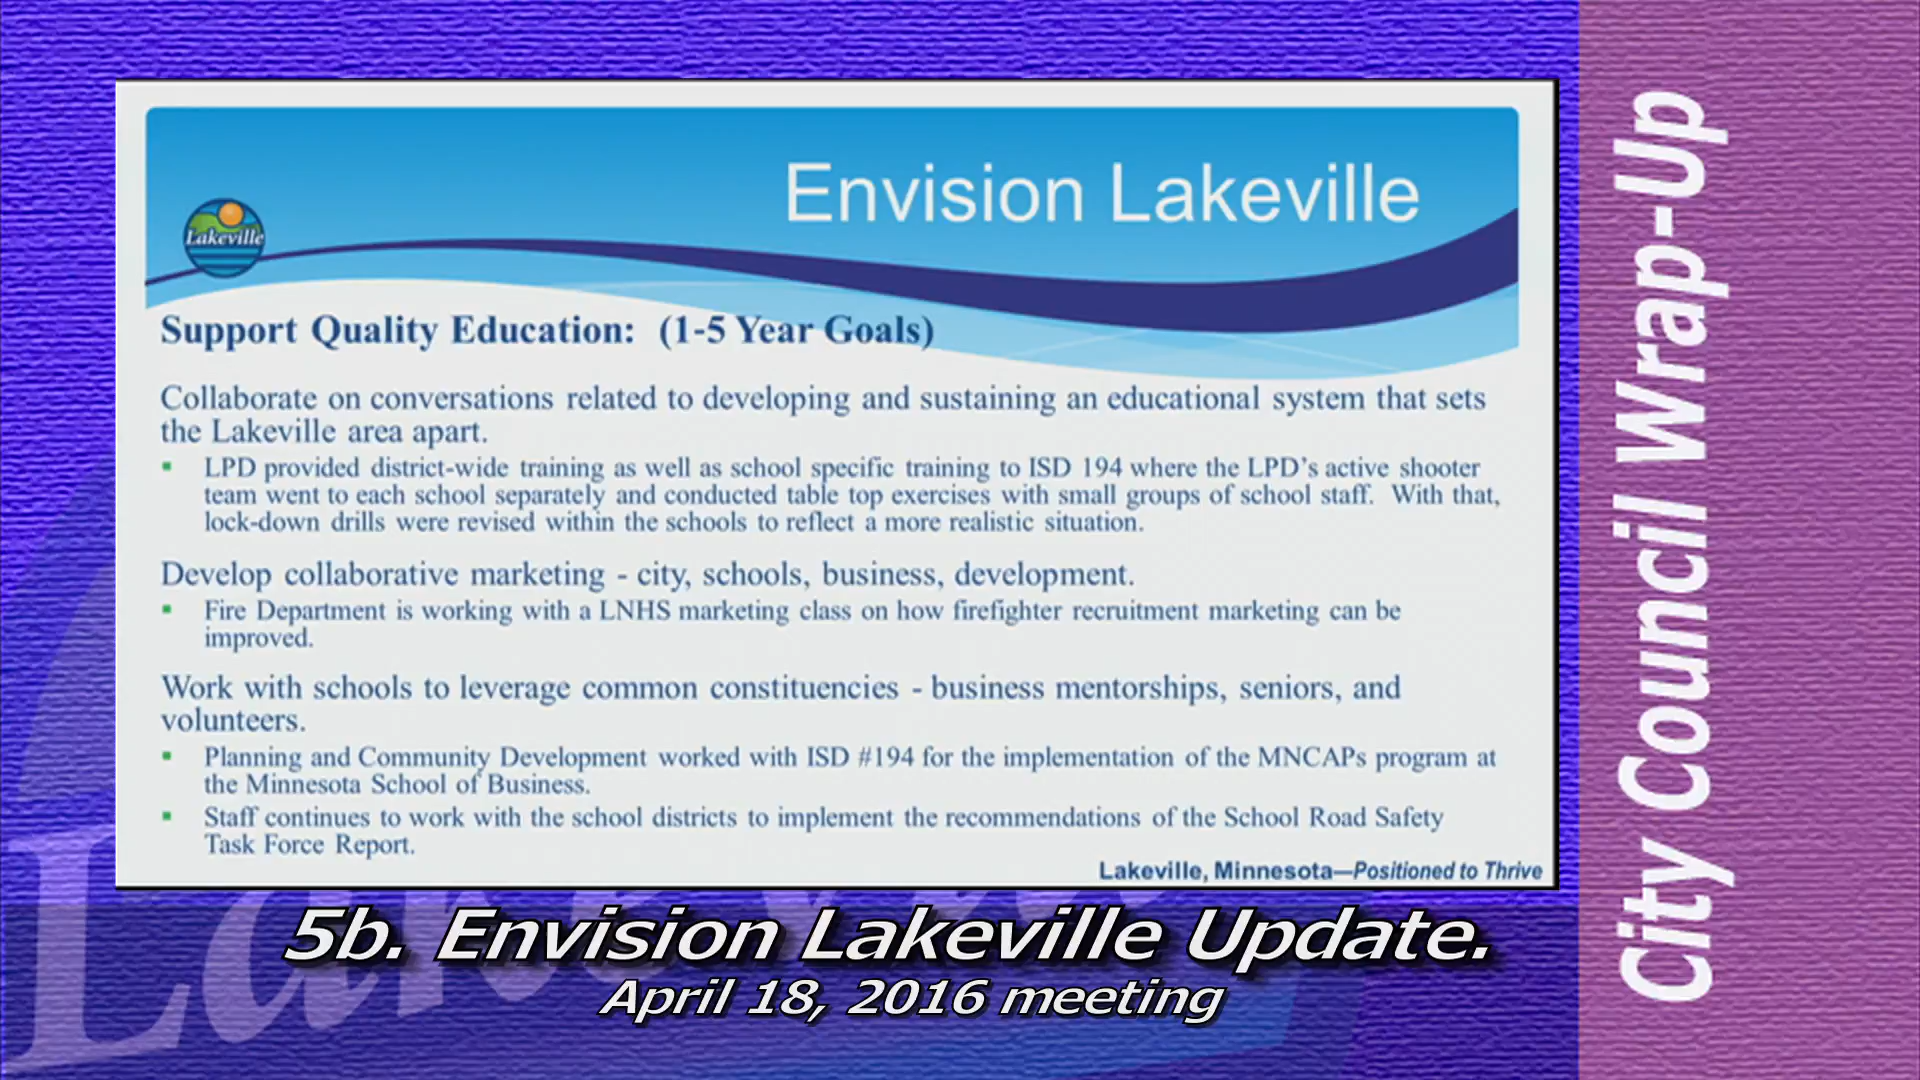 Envision Lakeville
Lakeville
Support Quality Education: (1-5 Year Goals)
Collaborate on conversations related to developing and sustaining an educational system that sets
the Lakeville area apart.
▪ LPD provided district-wide training as well as school specific training to ISD 194 where the LPD's active shooter
team went to each school separately and conducted table top exercises with small groups of school staff. With that,
lock-down drills were revised within the schools to reflect a more realistic situation.
Develop collaborative marketing - city, schools, business, development.
▪ Fire Department is working with a LNHS marketing class on how firefighter recruitment marketing can be
improved.
Work with schools to leverage common constituencies - business mentorships, seniors, and
volunteers.
▪ Planning and Community Development worked with ISD #194 for the implementation of the MNCAPs program at
the Minnesota School of Business.
▪ Staff continues to work with the school districts to implement the recommendations of the School Road Safety
Task Force Report.
Lakeville, Minnesota—Positioned to Thrive
5b. Envision Lakeville Update.
April 18, 2016 meeting
City Council Wrap-Up